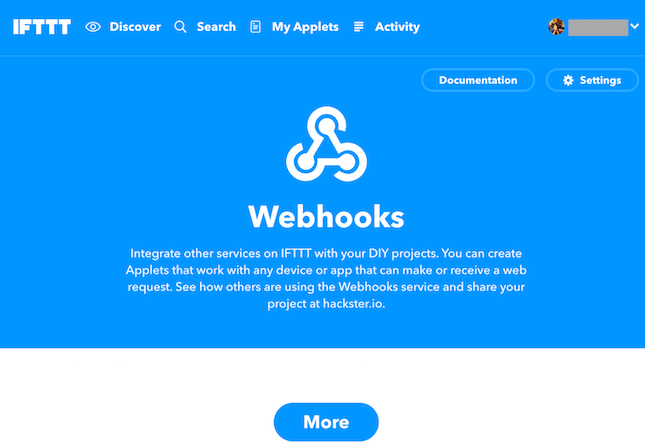 IFTTT Discover Search My Applets Activity
Documentation Settings
Webhooks
Integrate other services on IFTTT with your DIY projects. You can create
Applets that work with any device or app that can make or receive a web
request. See how others are using the Webhooks service and share your
project at hackster.io.
More